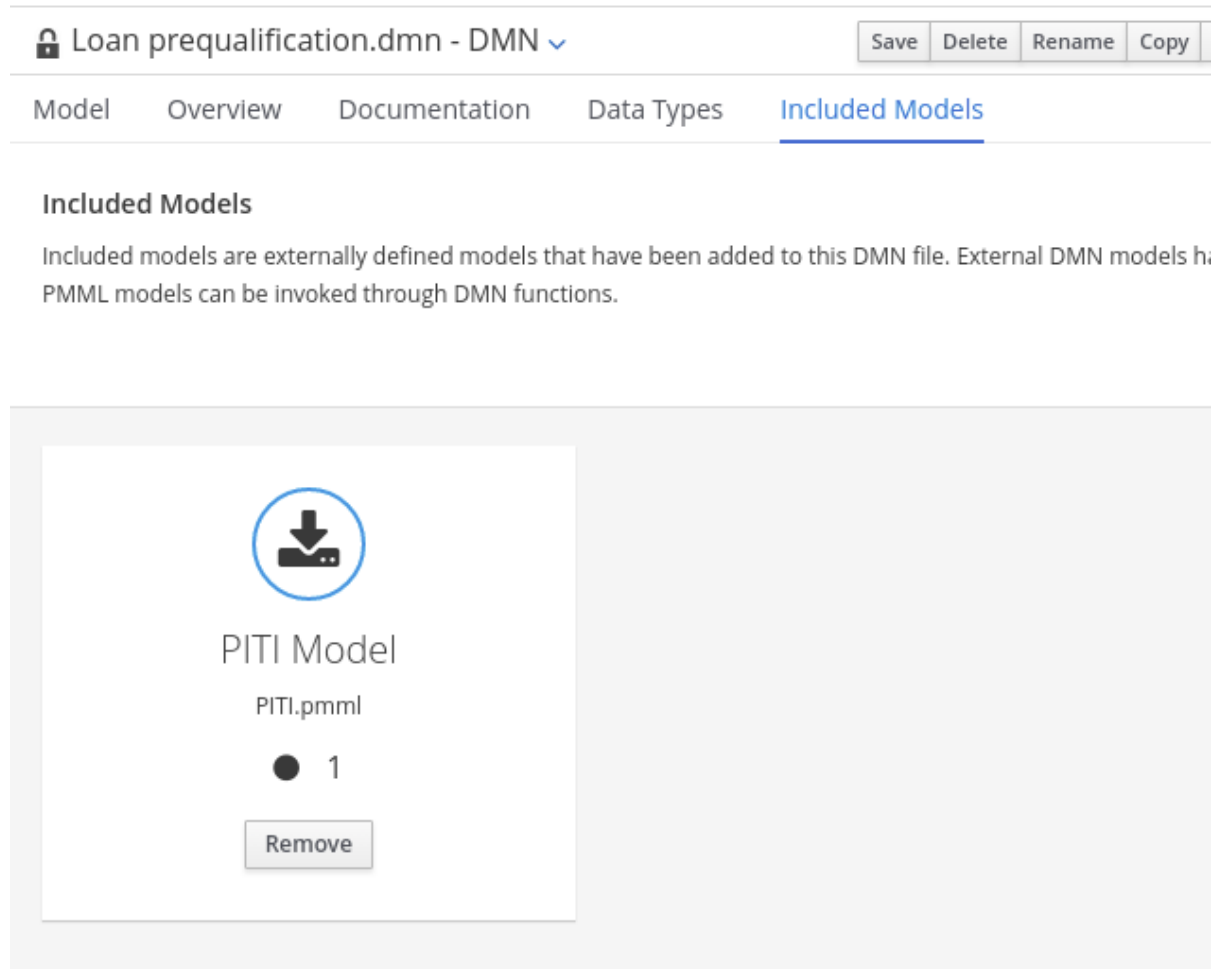 Loan prequalification.dmn - DMN
Save Delete Rename Copy
Model Overview Documentation Data Types Included Models
Included Models
Included models are externally defined models that have been added to this DMN file. External DMN models
PMML models can be invoked through DMN functions.
PITI Model
PITI.pmml
1
Remove